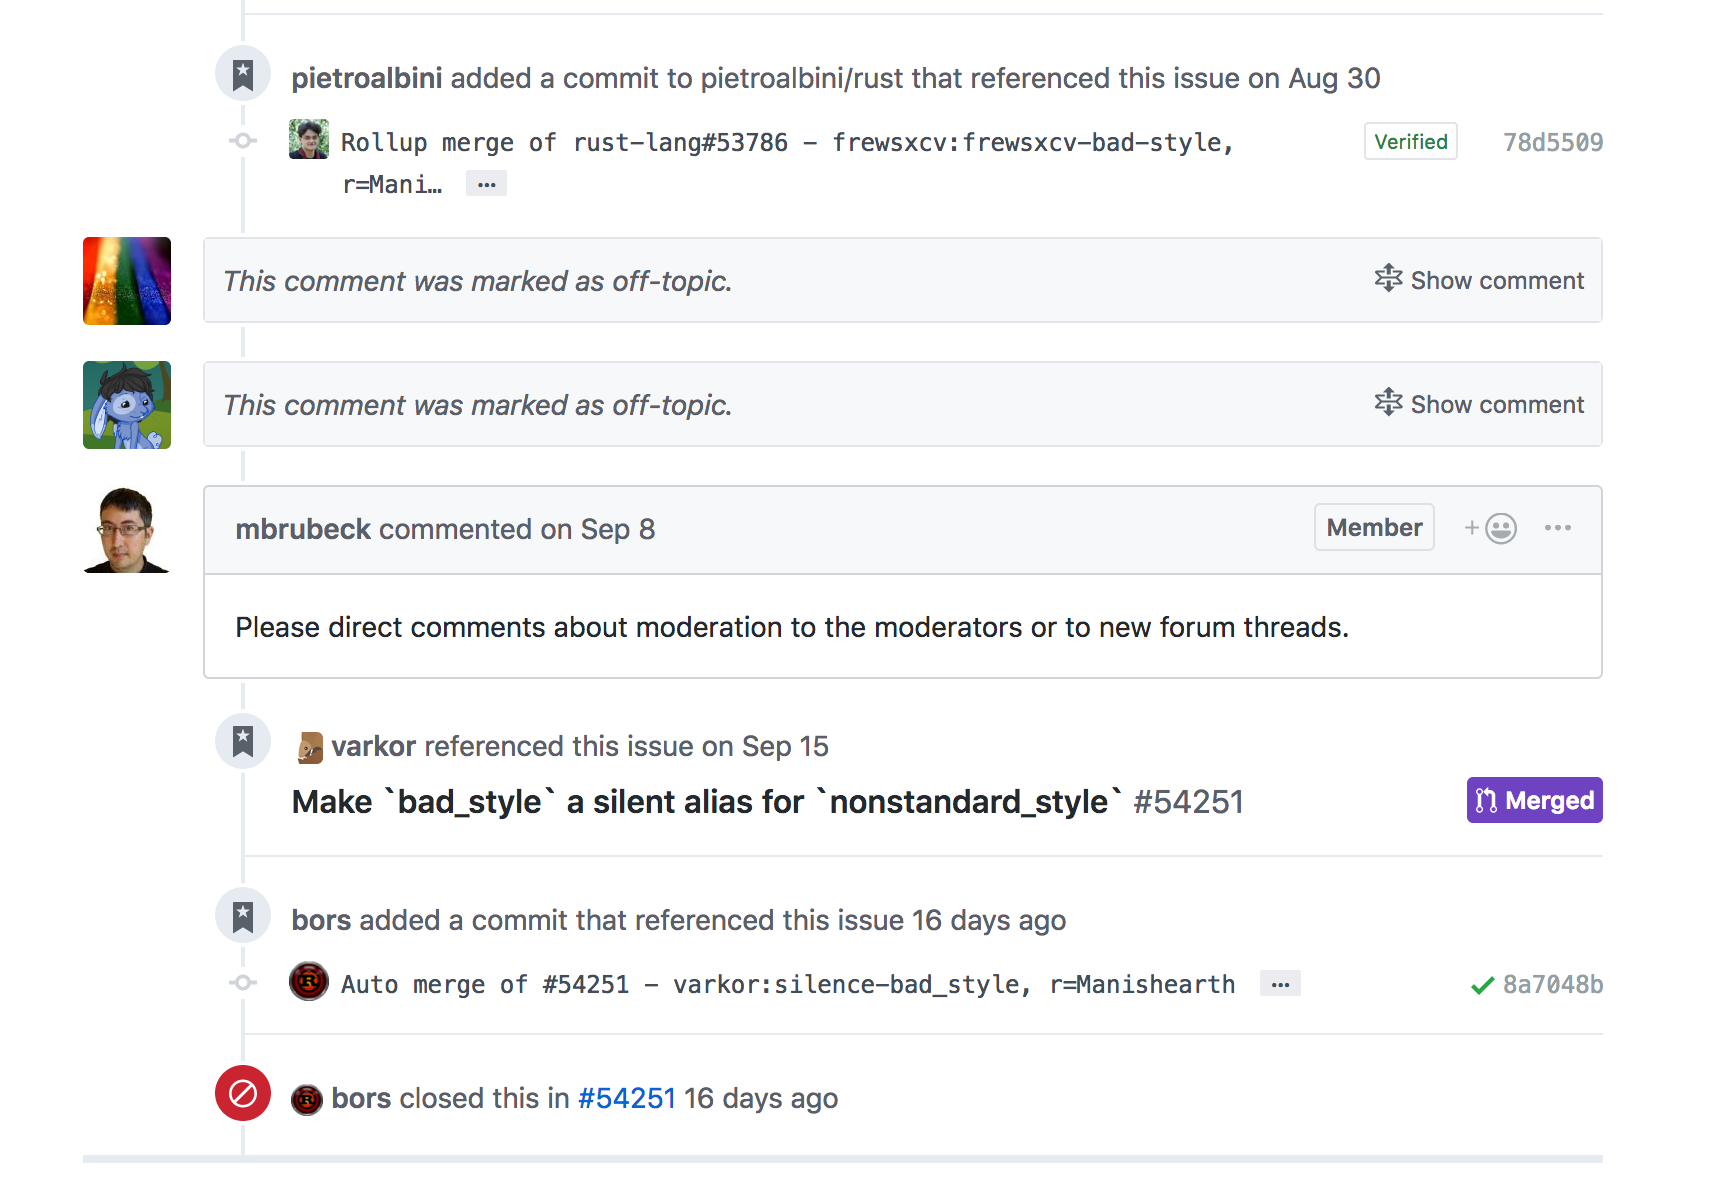 pietroalbini added a commit to pietroalbini/rust that referenced this issue on Aug 30
Rollup merge of rust-lang#53786 - frewsxcv:frewsxcv-bad-style,
Verified
78d5509
r=Mani…
...
This comment was marked as off-topic.
Show comment
This comment was marked as off-topic.
Show comment
mbrubeck commented on Sep 8
Member
Please direct comments about moderation to the moderators or to new forum threads.
varkor referenced this issue on Sep 15
Make `bad_style` a silent alias for `nonstandard_style` #54251
Merged
bors added a commit that referenced this issue 16 days ago
Auto merge of #54251 - varkor:silence-bad_style, r=Manishearth
...
8a7048b
bors closed this in #54251 16 days ago